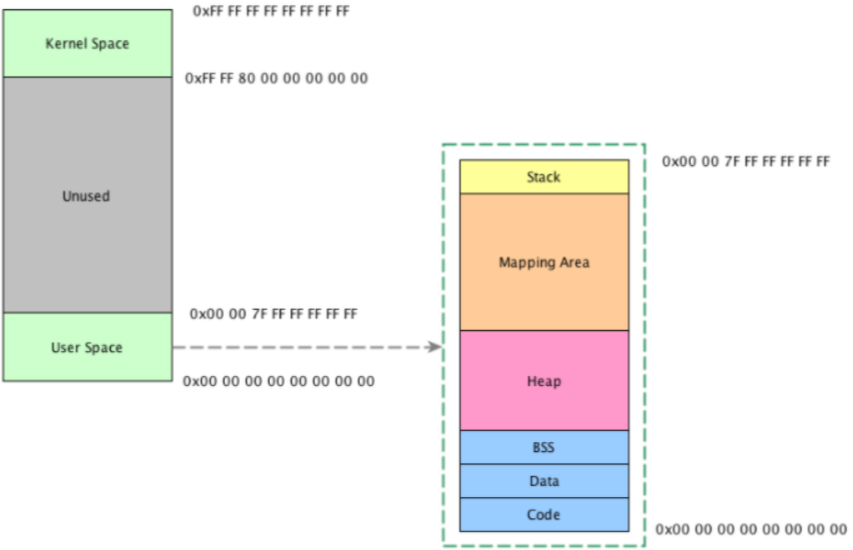 0xFF FF FF FF FF FF FF FF
Kernel Space
0xFF FF 80 00 00 00 00 00
Unused
0x00 00 7F FF FF FF FF FF
User Space
0x00 00 00 00 00 00 00 00
0x00 00 7F FF FF FF FF FF
Stack
Mapping Area
Heap
BSS
Data
Code
0x00 00 00 00 00 00 00 00